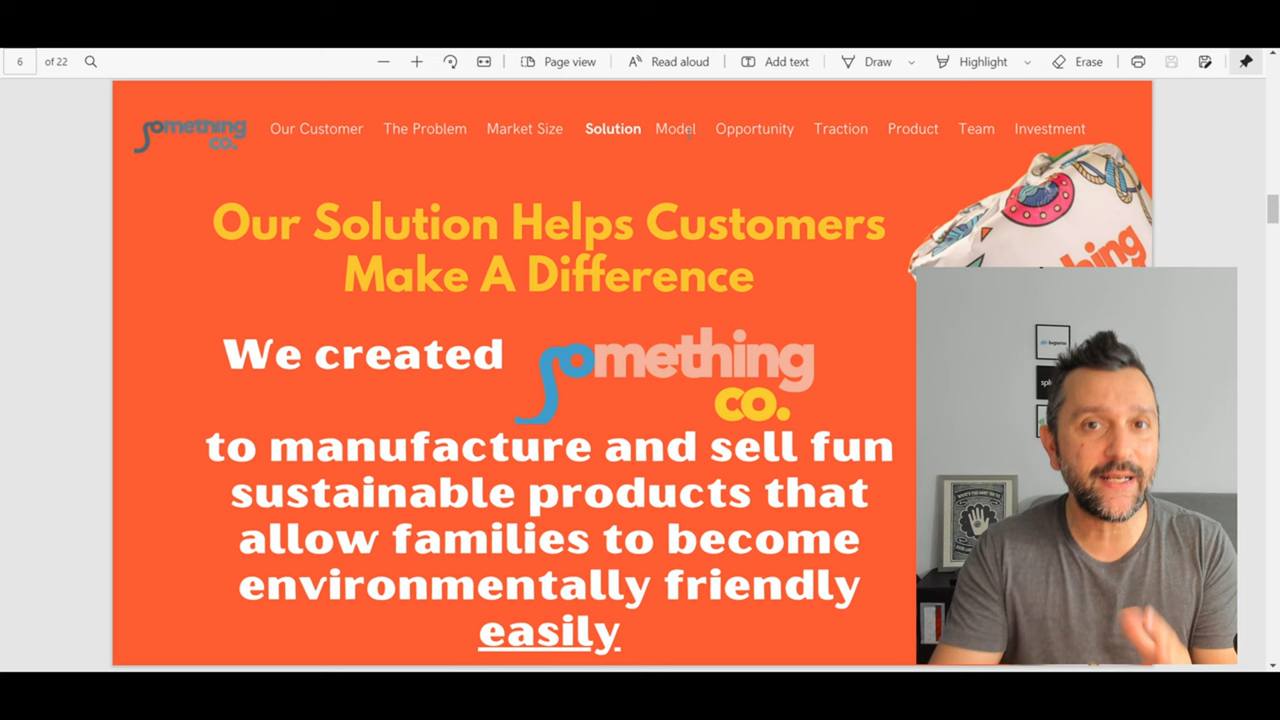 6 of 22 Page view Read aloud Add text Draw Highlight Erase
something co. Our Customer The Problem Market Size Solution Model Opportunity Traction Product Team Investment
Our Solution Helps Customers
Make A Difference
We created something
co.
to manufacture and sell fun
sustainable products that
allow families to become
environmentally friendly
easily